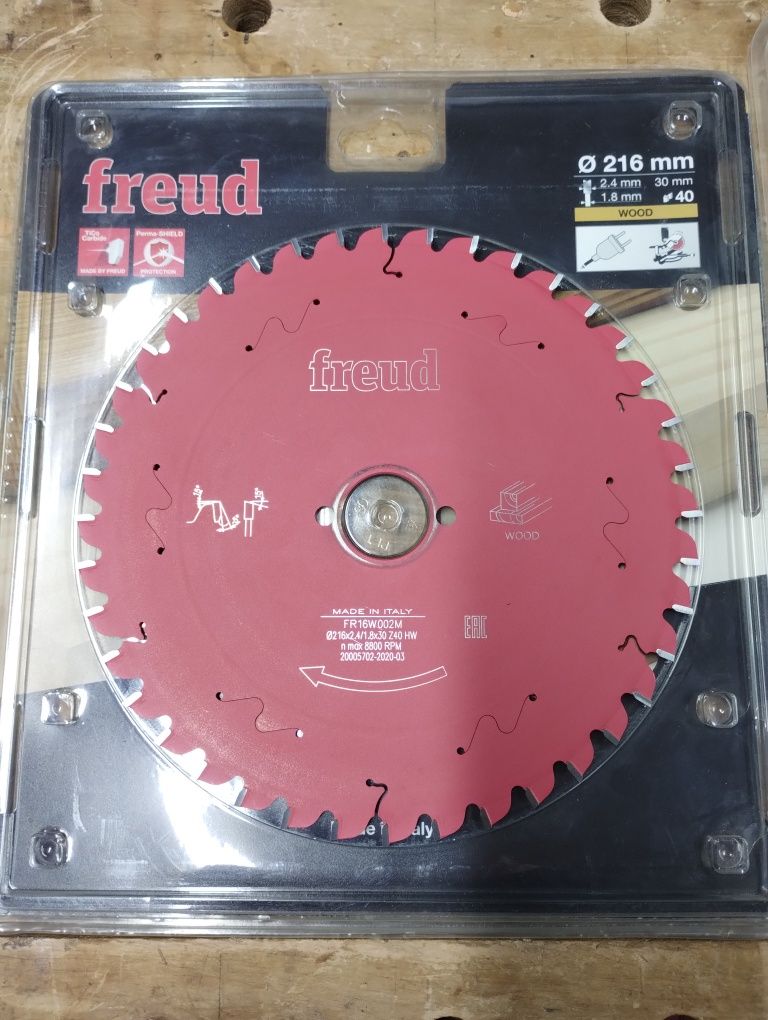 freud
Ø 216 mm
2.4 mm 30 mm
1.8 mm 40
WOOD
TiCo
Carbide
MADE BY FREUD
Perma-SHIELD
PROTECTION
freud
WOOD
MADE IN ITALY
FR16W002M
Ø216x2,4/1.8x30 Z40 HW
n max 8800 RPM
20005702-2020-03
EAC